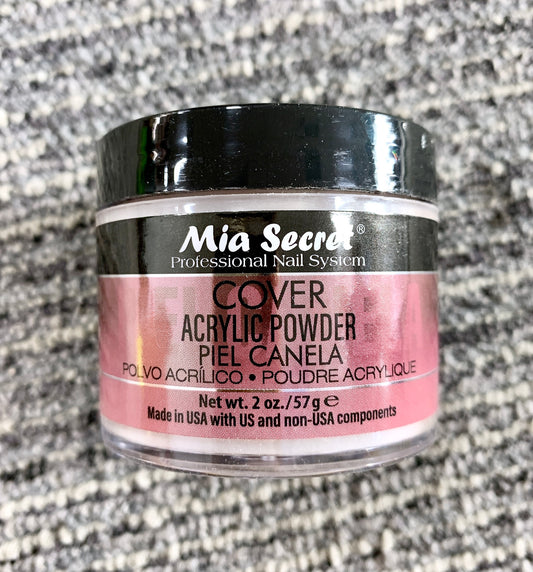 Mia Secret®
Professional Nail System
COVER
ACRYLIC POWDER
PIEL CANELA
POLVO ACRÍLICO • POUDRE ACRYLIQUE
Net wt. 2 oz./57g ℮
Made in USA with US and non-USA components